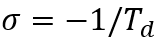 σ = −1/T_d